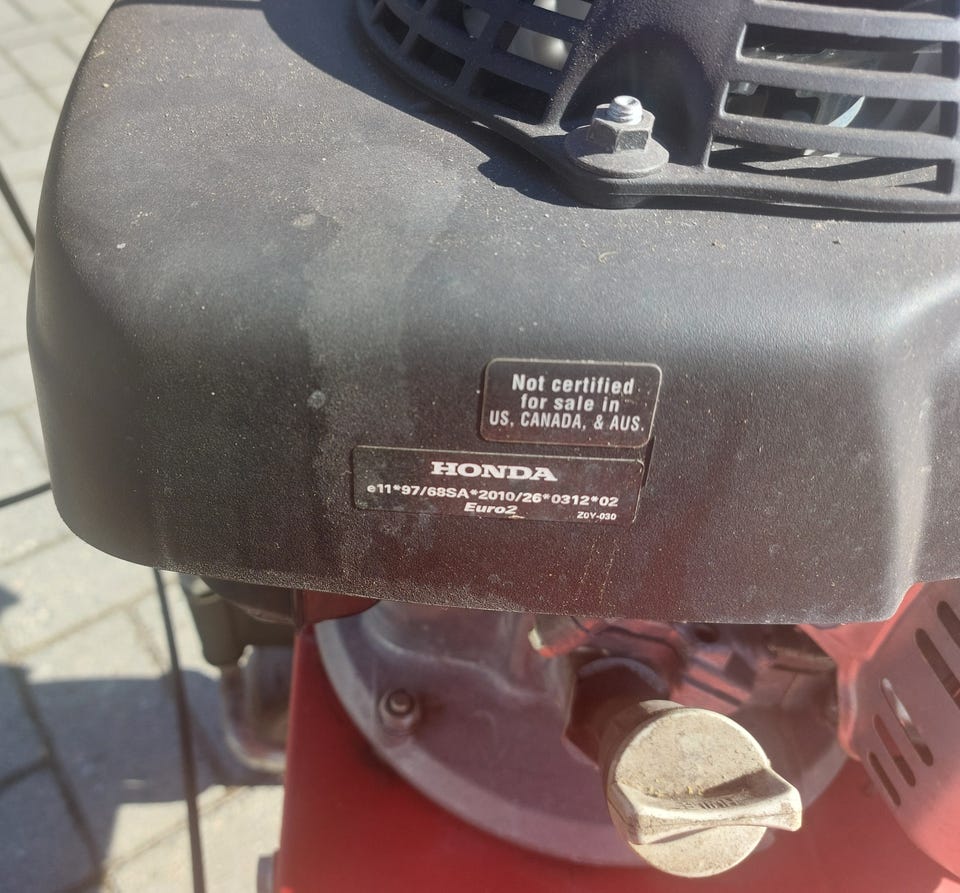 Not certified
for sale in
US, CANADA, & AUS.
HONDA
e11*97/68SA*2010/26*0312*02
Euro2
Z0Y-030